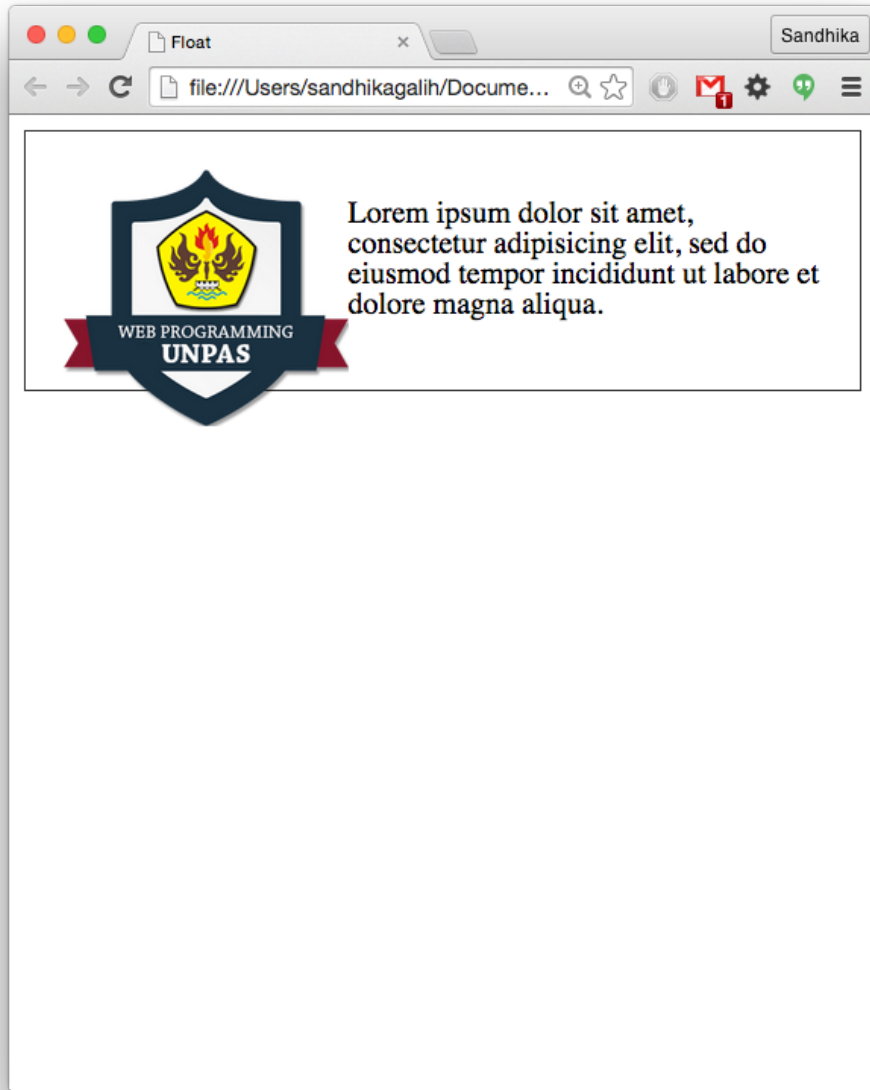 Float
Sandhika
file:///Users/sandhikagalih/Docume...
1
Lorem ipsum dolor sit amet,
consectetur adipisicing elit, sed do
eiusmod tempor incididunt ut labore et
dolore magna aliqua.
WEB PROGRAMMING
UNPAS